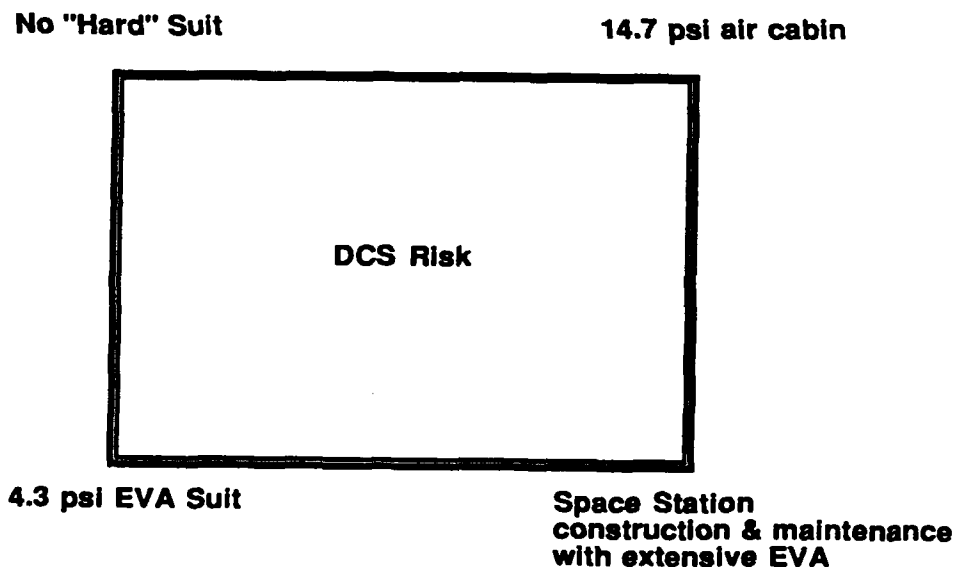 No "Hard" Suit
14.7 psi air cabin
DCS Risk
4.3 psi EVA Suit
Space Station
construction & maintenance
with extensive EVA